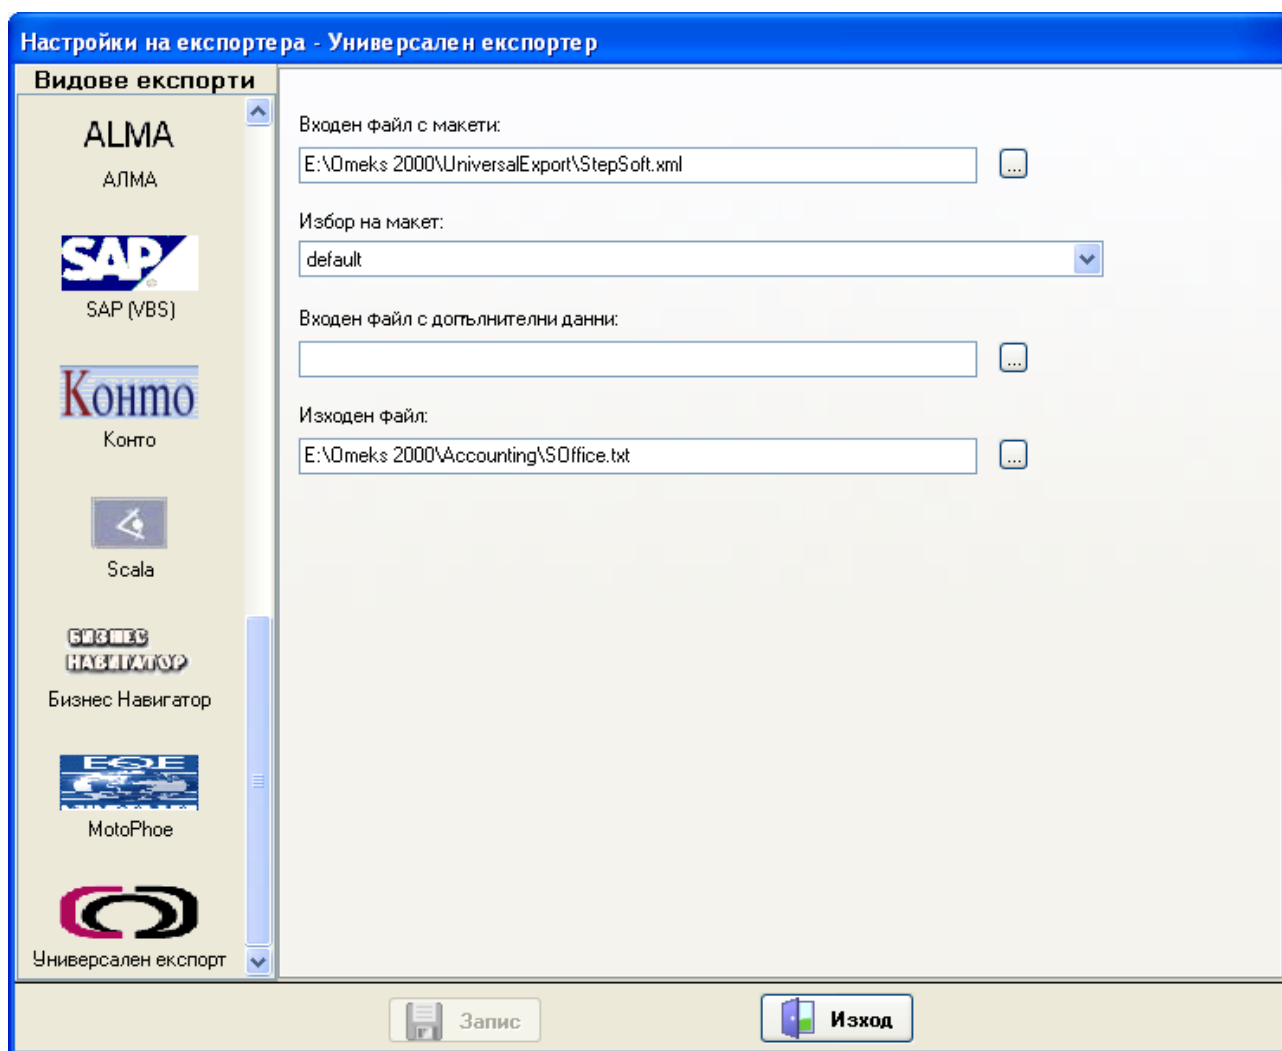 Настройки на експортера - Универсален експортер
Видове експорти
ALMA
АЛМА
SAP
SAP (VBS)
Конто
Конто
Scala
БИЗНЕС
НАВИГАТОР
Бизнес Навигатор
MotoPhoe
Универсален експорт
Входен файл с макети:
E:\Omeks 2000\UniversalExport\StepSoft.xml
...
Избор на макет:
default
Входен файл с допълнителни данни:
...
Изходен файл:
E:\Omeks 2000\Accounting\SOffice.txt
...
Запис
Изход